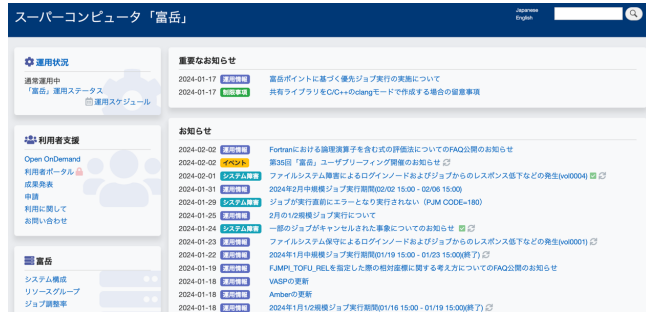 スーパーコンピュータ「富岳」
Japanese
English
運用状況
通常運用中
「富岳」運用ステータス
運用スケジュール
利用者支援
Open OnDemand
利用者ポータル
成果発表
申請
利用に関して
お問い合わせ
富岳
システム構成
リソースグループ
ジョブ調整率
重要なお知らせ
2024-01-17 運用情報 富岳ポイントに基づく優先ジョブ実行の実施について
2024-01-17 制限事項 共有ライブラリをC/C++のclangモードで作成する場合の留意事項
お知らせ
2024-02-02 運用情報 Fortranにおける論理演算子を含む式の評価法についてのFAQ公開のお知らせ
2024-02-02 イベント 第35回「富岳」ユーザブリーフィング開催のお知らせ
2024-02-01 システム障害 ファイルシステム障害によるログインノードおよびジョブからのレスポンス低下などの発生(vol0004)
2024-01-31 運用情報 2024年2月中規模ジョブ実行期間(02/02 15:00 - 02/06 15:00)
2024-01-29 システム障害 ジョブが実行直前にエラーとなり実行されない（PJM CODE=180）
2024-01-25 運用情報 2月の1/2規模ジョブ実行について
2024-01-24 システム障害 一部のジョブがキャンセルされた事象についてのお知らせ
2024-01-23 運用情報 ファイルシステム保守によるログインノードおよびジョブからのレスポンス低下などの発生(vol0001)
2024-01-22 運用情報 2024年1月中規模ジョブ実行期間(01/19 15:00 - 01/23 15:00)(終了)
2024-01-19 運用情報 FJMPI_TOFU_RELを指定した際の相対座標に関する考え方についてのFAQ公開のお知らせ
2024-01-18 運用情報 VASPの更新
2024-01-18 運用情報 Amberの更新
2024-01-18 運用情報 2024年1月1/2規模ジョブ実行期間(01/16 15:00 - 01/19 15:00)(終了)